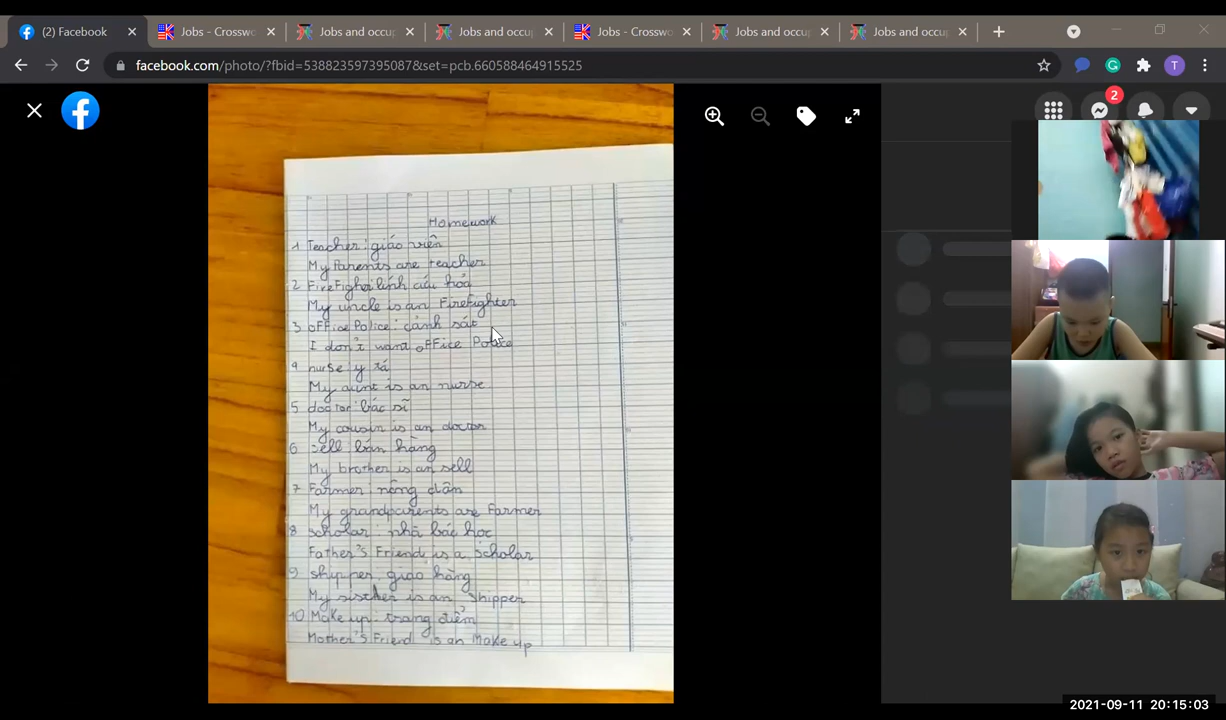 (2) Facebook
Jobs - Crosswo
Jobs and occup
Jobs and occup
Jobs - Crosswo
Jobs and occup
Jobs and occup
facebook.com/photo/?fbid=538823597395087&set=pcb.660588464915525
T
2
Homework
1 Teacher: giáo viên
My Parents are teacher
2 FireFighter lính cứu hỏa
My uncle is an FireFighter
3 oFFice Police: cảnh sát
I don't want oFFice Police
4 nurse y tá
My aunt is an nurse
5 doctor: bác sĩ
My cousin is an doctor
6 sell bán hàng
My brother is an sell
7 Farmer: nông dân
My grandparents are Farmer
8 scholar: nhà bác học
Father's Friend is a scholar
9 shipper, giao hàng
My sister is an shipper
10 Make up: trang điểm
Mother's Friend is an Make up
2021-09-11 20:15:03